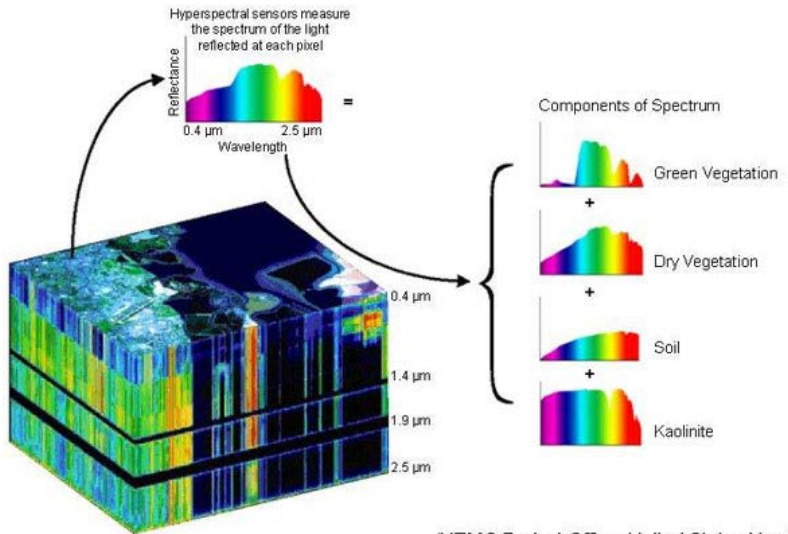 Hyperspectral sensors measure
the spectrum of the light
reflected at each pixel
Reflectance
=
0.4 µm
2.5 µm
Wavelength
Components of Spectrum
Green Vegetation
+
Dry Vegetation
+
Soil
+
Kaolinite
0.4 µm
1.4 µm
1.9 µm
2.5 µm